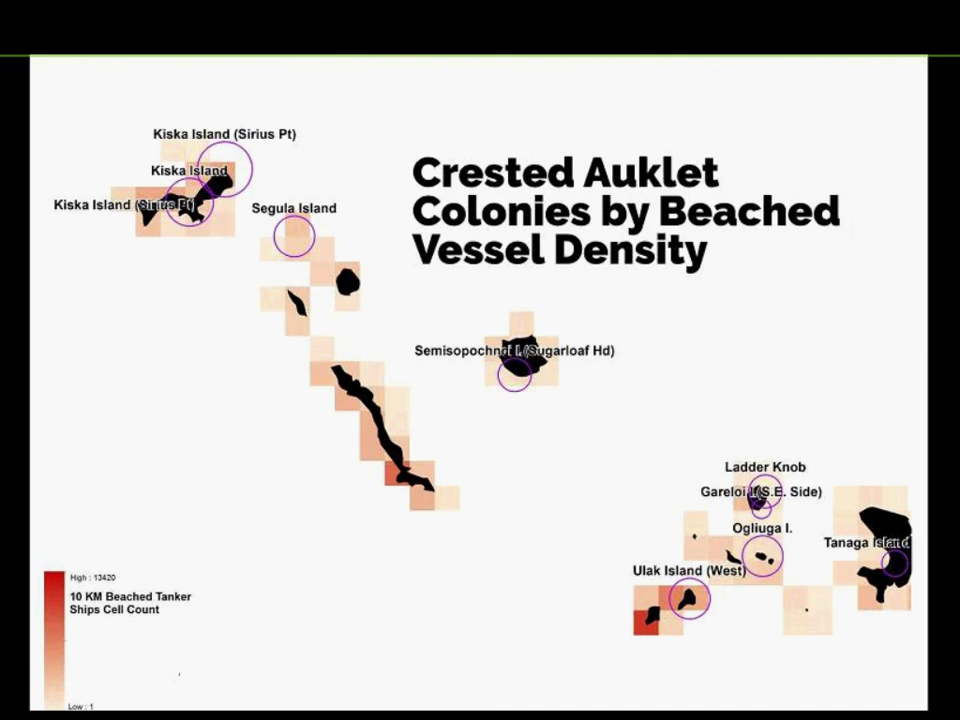 Kiska Island (Sirius Pt)
Kiska Island
Kiska Island (Sirius Pt)
Segula Island
Crested Auklet
Colonies by Beached
Vessel Density
Semisopochnoi I.(Sugarloaf Hd)
Ladder Knob
Gareloi I.(S.E. Side)
Ogliuga I.
Tanaga Island
Ulak Island (West)
High : 13420
10 KM Beached Tanker
Ships Cell Count
Low : 1